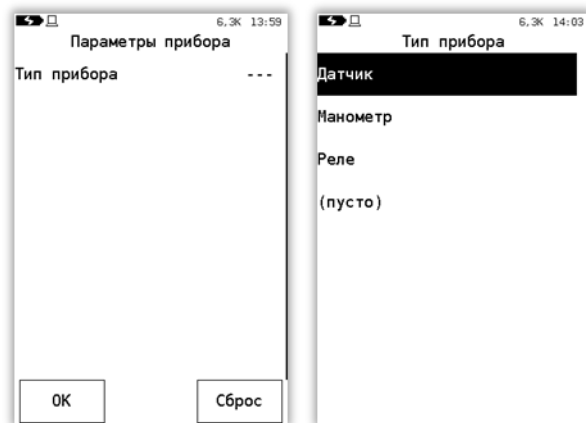 6,3K 13:59
Параметры прибора
Тип прибора ---
OK
Сброс
6,3K 14:03
Тип прибора
Датчик
Манометр
Реле
(пусто)